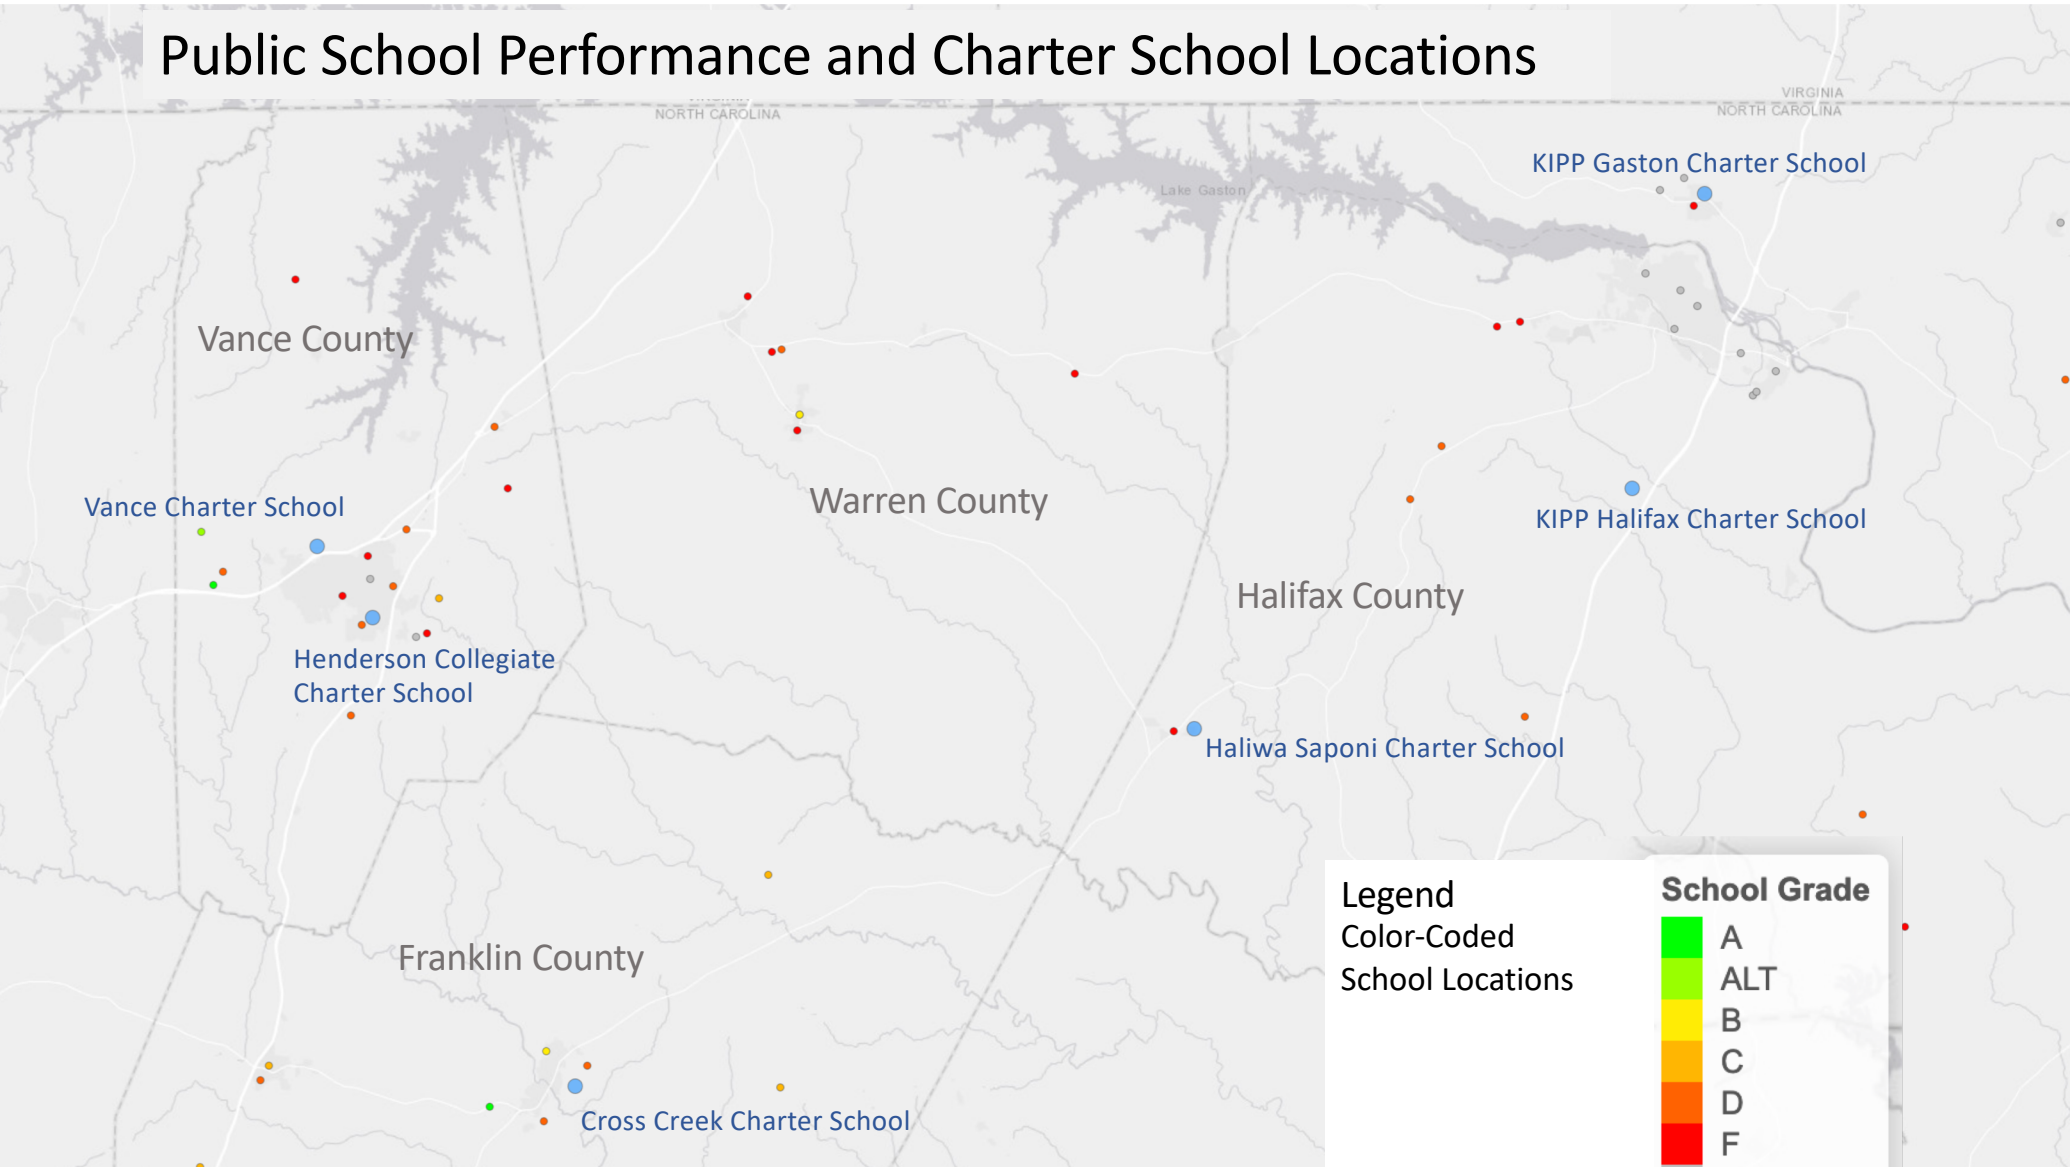 Public School Performance and Charter School Locations
NORTH CAROLINA
VIRGINIA
NORTH CAROLINA
KIPP Gaston Charter School
Lake Gaston
Vance County
Vance Charter School
Warren County
KIPP Halifax Charter School
Halifax County
Henderson Collegiate
Charter School
Haliwa Saponi Charter School
Franklin County
Cross Creek Charter School
Legend
Color-Coded
School Locations
School Grade
A
ALT
B
C
D
F